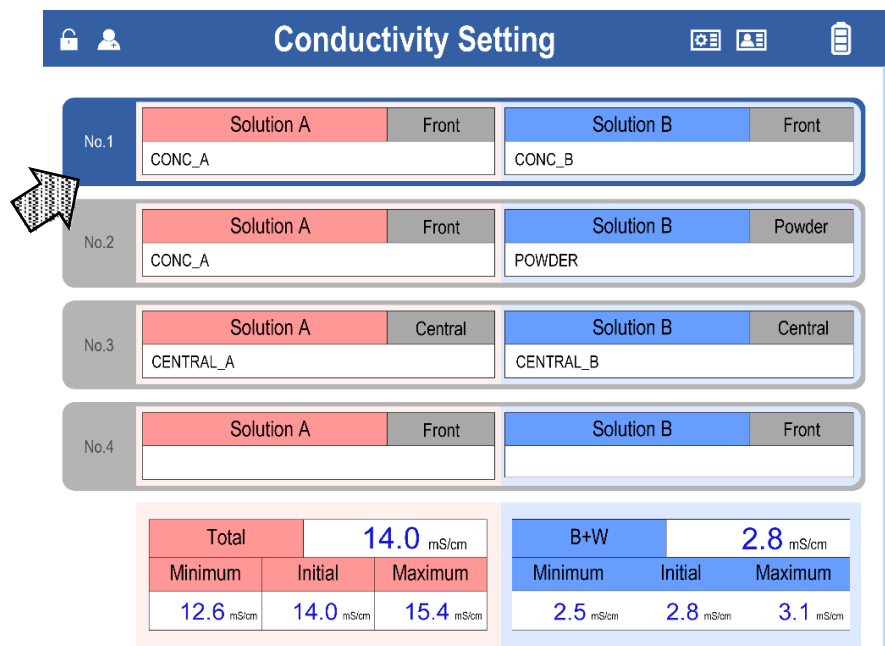 Conductivity Setting
No.1
Solution A Front Solution B Front
CONC_A CONC_B
No.2
Solution A Front Solution B Powder
CONC_A POWDER
No.3
Solution A Central Solution B Central
CENTRAL_A CENTRAL_B
No.4
Solution A Front Solution B Front
Total 14.0 mS/cm B+W 2.8 mS/cm
Minimum Initial Maximum Minimum Initial Maximum
12.6 mS/cm 14.0 mS/cm 15.4 mS/cm 2.5 mS/cm 2.8 mS/cm 3.1 mS/cm